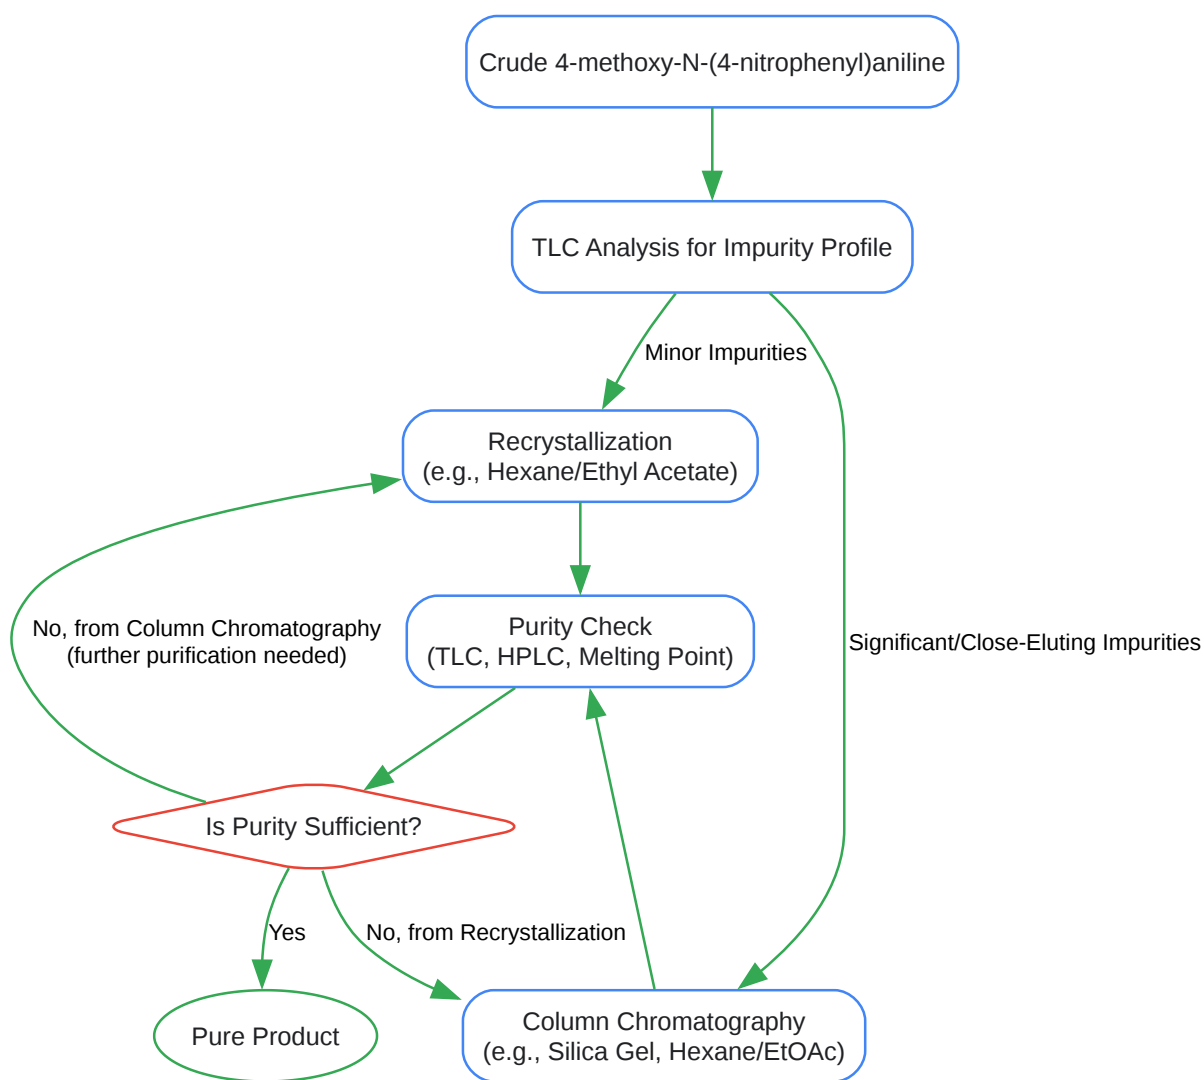 Crude 4-methoxy-N-(4-nitrophenyl)aniline
TLC Analysis for Impurity Profile
Minor Impurities
Recrystallization
(e.g., Hexane/Ethyl Acetate)
No, from Column Chromatography
(further purification needed)
Purity Check
(TLC, HPLC, Melting Point)
Significant/Close-Eluting Impurities
Is Purity Sufficient?
Yes
No, from Recrystallization
Pure Product
Column Chromatography
(e.g., Silica Gel, Hexane/EtOAc)